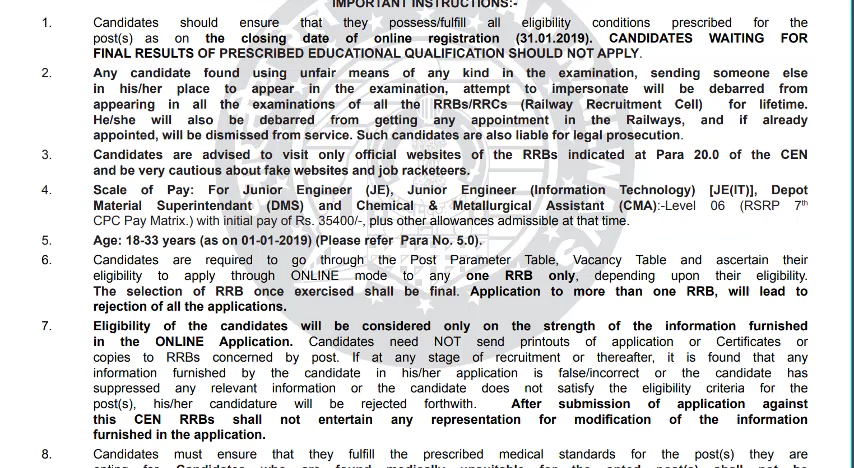 IMPORTANT INSTRUCTIONS:-
1. Candidates should ensure that they possess/fulfill all eligibility conditions prescribed for the
post(s) as on the closing date of online registration (31.01.2019). CANDIDATES WAITING FOR
FINAL RESULTS OF PRESCRIBED EDUCATIONAL QUALIFICATION SHOULD NOT APPLY.
2. Any candidate found using unfair means of any kind in the examination, sending someone else
in his/her place to appear in the examination, attempt to impersonate will be debarred from
appearing in all the examinations of all the RRBs/RRCs (Railway Recruitment Cell) for lifetime.
He/she will also be debarred from getting any appointment in the Railways, and if already
appointed, will be dismissed from service. Such candidates are also liable for legal prosecution.
3. Candidates are advised to visit only official websites of the RRBs indicated at Para 20.0 of the CEN
and be very cautious about fake websites and job racketeers.
4. Scale of Pay: For Junior Engineer (JE), Junior Engineer (Information Technology) [JE(IT)], Depot
Material Superintendant (DMS) and Chemical & Metallurgical Assistant (CMA):-Level 06 (RSRP 7th
CPC Pay Matrix.) with initial pay of Rs. 35400/-, plus other allowances admissible at that time.
5. Age: 18-33 years (as on 01-01-2019) (Please refer Para No. 5.0).
6. Candidates are required to go through the Post Parameter Table, Vacancy Table and ascertain their
eligibility to apply through ONLINE mode to any one RRB only, depending upon their eligibility.
The selection of RRB once exercised shall be final. Application to more than one RRB, will lead to
rejection of all the applications.
7. Eligibility of the candidates will be considered only on the strength of the information furnished
in the ONLINE Application. Candidates need NOT send printouts of application or Certificates or
copies to RRBs concerned by post. If at any stage of recruitment or thereafter, it is found that any
information furnished by the candidate in his/her application is false/incorrect or the candidate has
suppressed any relevant information or the candidate does not satisfy the eligibility criteria for the
post(s), his/her candidature will be rejected forthwith. After submission of application against
this CEN RRBs shall not entertain any representation for modification of the information
furnished in the application.
8. Candidates must ensure that they fulfill the prescribed medical standards for the post(s) they are